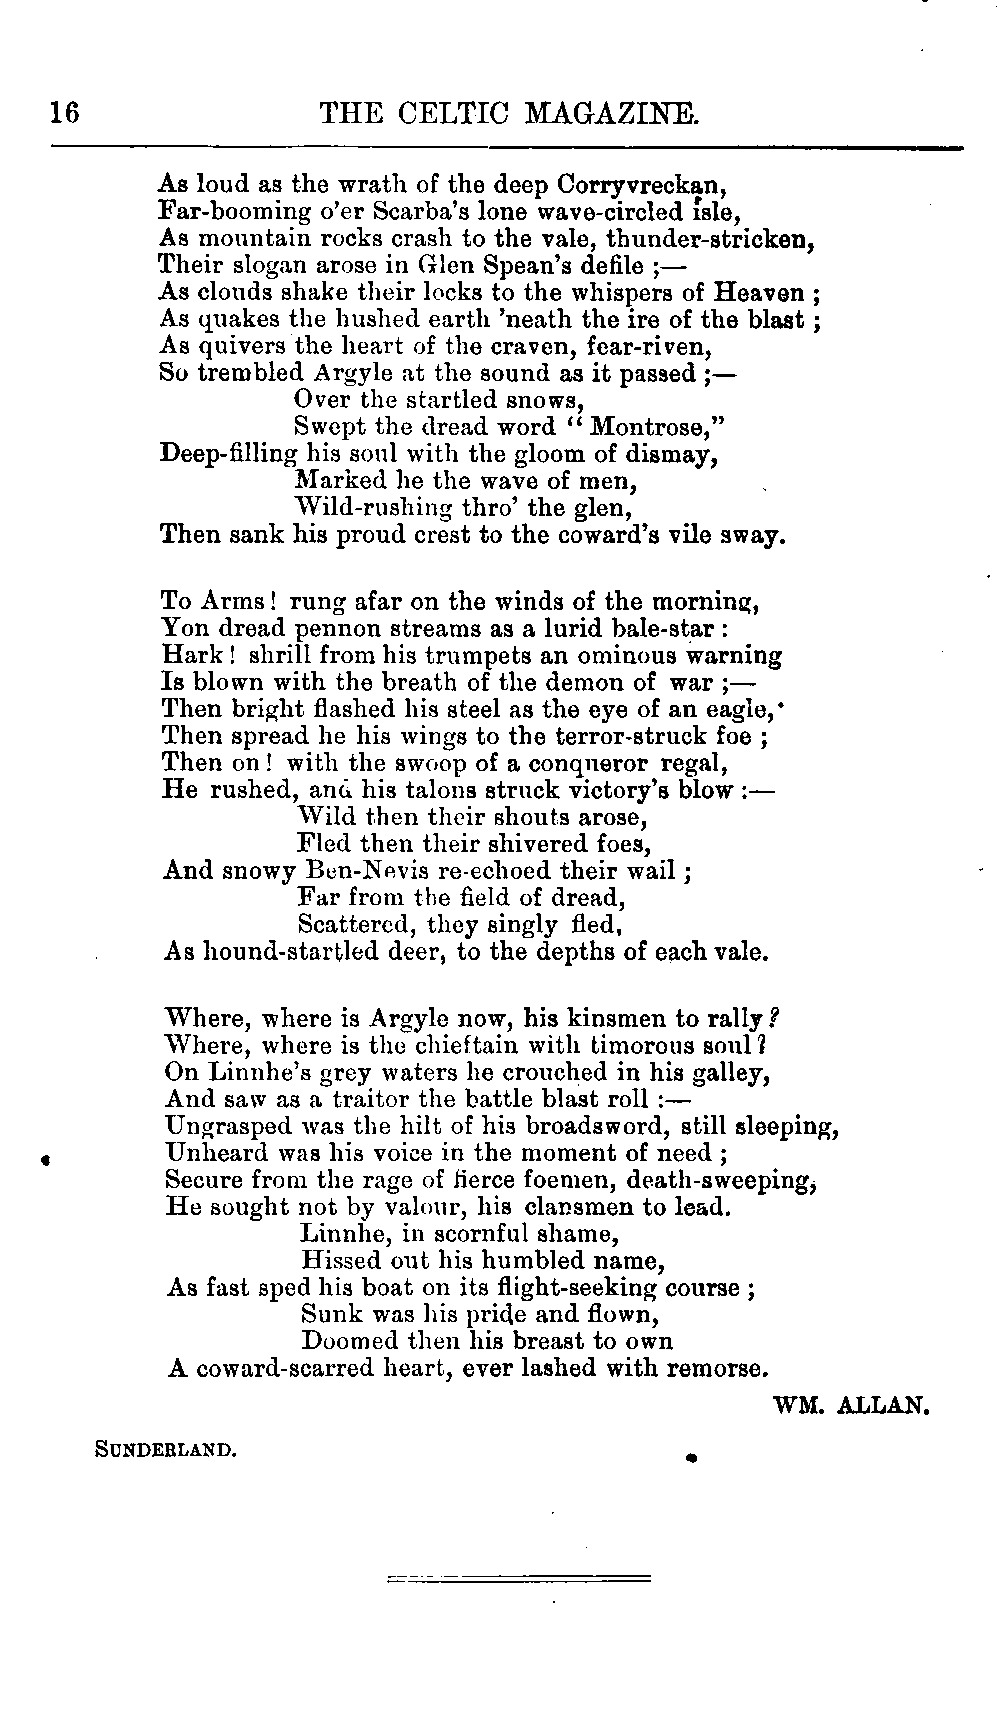 16 THE CELTIC MAGAZINE.
As loud as the wrath of the deep Corryvreckan,
Far-booming o'er Scarba's lone wave-circled isle,
As mountain rocks crash to the vale, thunder-stricken,
Their slogan arose in Glen Spean's defile ;—
As clouds shake their locks to the whispers of Heaven ;
As quakes the hushed earth 'neath the ire of the blast ;
As quivers the heart of the craven, fear-riven,
So trembled Argyle at the sound as it passed ;—
Over the startled snows,
Swept the dread word “ Montrose,”
Deep-filling his soul with the gloom of dismay,
Marked he the wave of men,
Wild-rushing thro' the glen,
Then sank his proud crest to the coward's vile sway.
To Arms ! rung afar on the winds of the morning,
Yon dread pennon streams as a lurid bale-star :
Hark ! shrill from his trumpets an ominous warning
Is blown with the breath of the demon of war ;—
Then bright flashed his steel as the eye of an eagle,
Then spread he his wings to the terror-struck foe ;
Then on ! with the swoop of a conqueror regal,
He rushed, and his talons struck victory's blow :—
Wild then their shouts arose,
Fled then their shivered foes,
And snowy Ben-Nevis re-echoed their wail ;
Far from the field of dread,
Scattered, they singly fled,
As hound-startled deer, to the depths of each vale.
Where, where is Argyle now, his kinsmen to rally ?
Where, where is the chieftain with timorous soul ?
On Linnhe's grey waters he crouched in his galley,
And saw as a traitor the battle blast roll :—
Ungrasped was the hilt of his broadsword, still sleeping,
Unheard was his voice in the moment of need ;
Secure from the rage of fierce foemen, death-sweeping,
He sought not by valour, his clansmen to lead.
Linnhe, in scornful shame,
Hissed out his humbled name,
As fast sped his boat on its flight-seeking course ;
Sunk was his pride and flown,
Doomed then his breast to own
A coward-scarred heart, ever lashed with remorse.
WM. ALLAN.
SUNDERLAND.